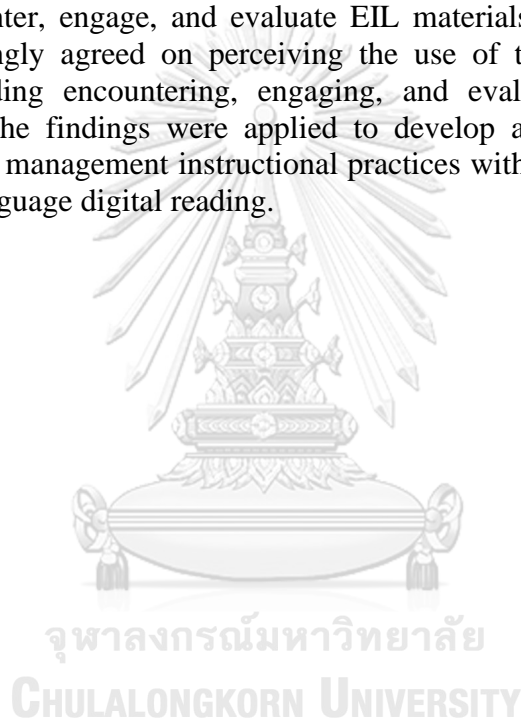 nter, engage, and evaluate EIL materials
ngly agreed on perceiving the use of t
ding encountering, engaging, and eval
he findings were applied to develop a
management instructional practices with
guage digital reading.
จุฬาลงกรณ์มหาวิทยาลัย
CHULALONGKORN UNIVERSITY